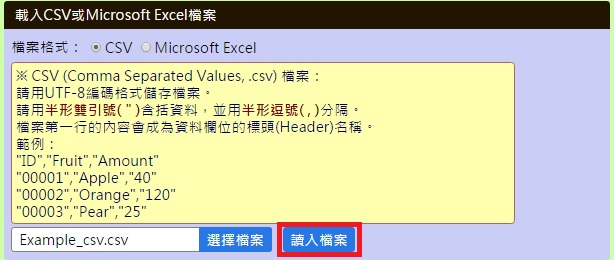 載入CSV或Microsoft Excel檔案
檔案格式： CSV Microsoft Excel
※ CSV (Comma Separated Values, .csv) 檔案：
請用UTF-8編碼格式儲存檔案。
請用半形雙引號(")含括資料，並用半形逗號(,)分隔。
檔案第一行的內容會成為資料欄位的標頭(Header)名稱。
範例：
"ID","Fruit","Amount"
"00001","Apple","40"
"00002","Orange","120"
"00003","Pear","25"
Example_csv.csv 選擇檔案 讀入檔案